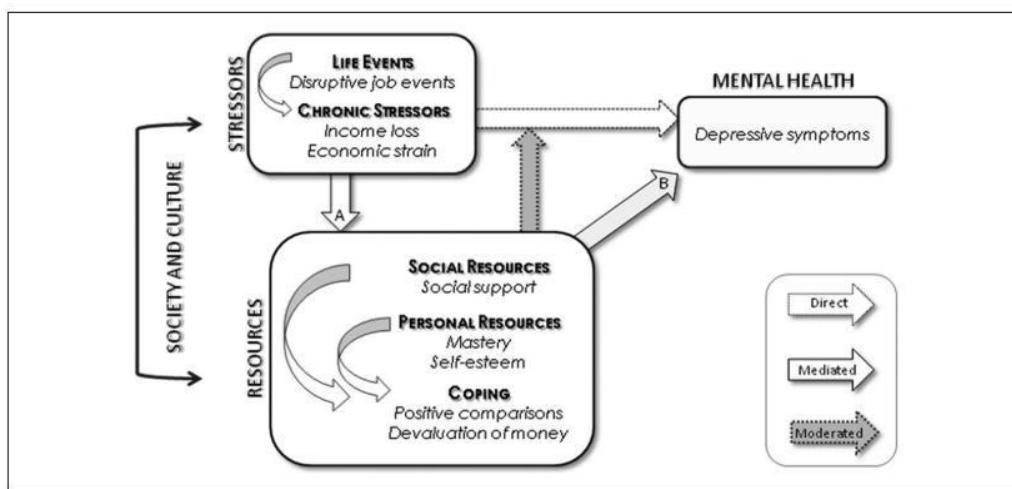 SOCIETY AND CULTURE
STRESSORS
LIFE EVENTS
Disruptive job events
CHRONIC STRESSORS
Income loss
Economic strain
A
MENTAL HEALTH
Depressive symptoms
B
RESOURCES
SOCIAL RESOURCES
Social support
PERSONAL RESOURCES
Mastery
Self-esteem
COPING
Positive comparisons
Devaluation of money
Direct
Mediated
Moderated